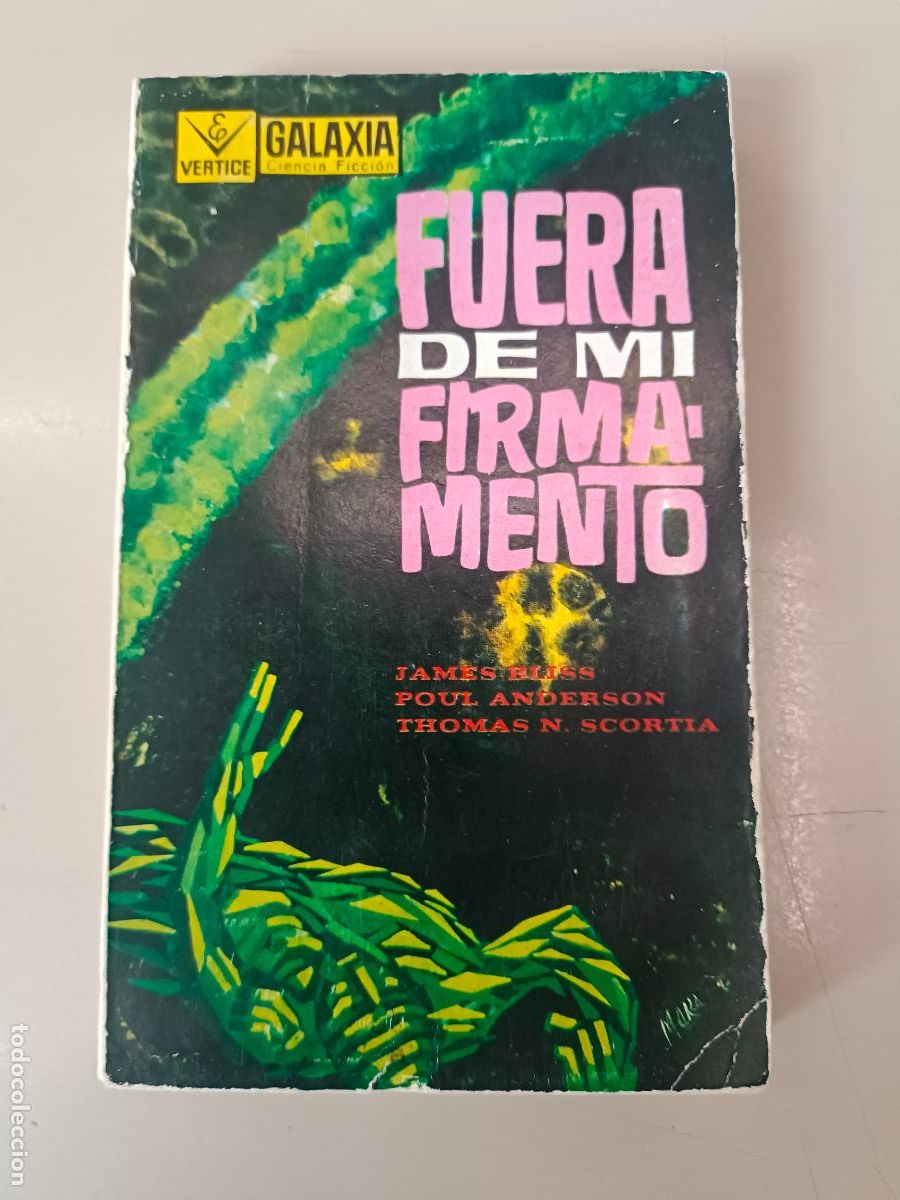 VERTICE
GALAXIA
Ciencia Ficción
FUERA
DE MI
FIRMA-
MENTO
JAMES BLISS
POUL ANDERSON
THOMAS N. SCORTIA
todocoleccion